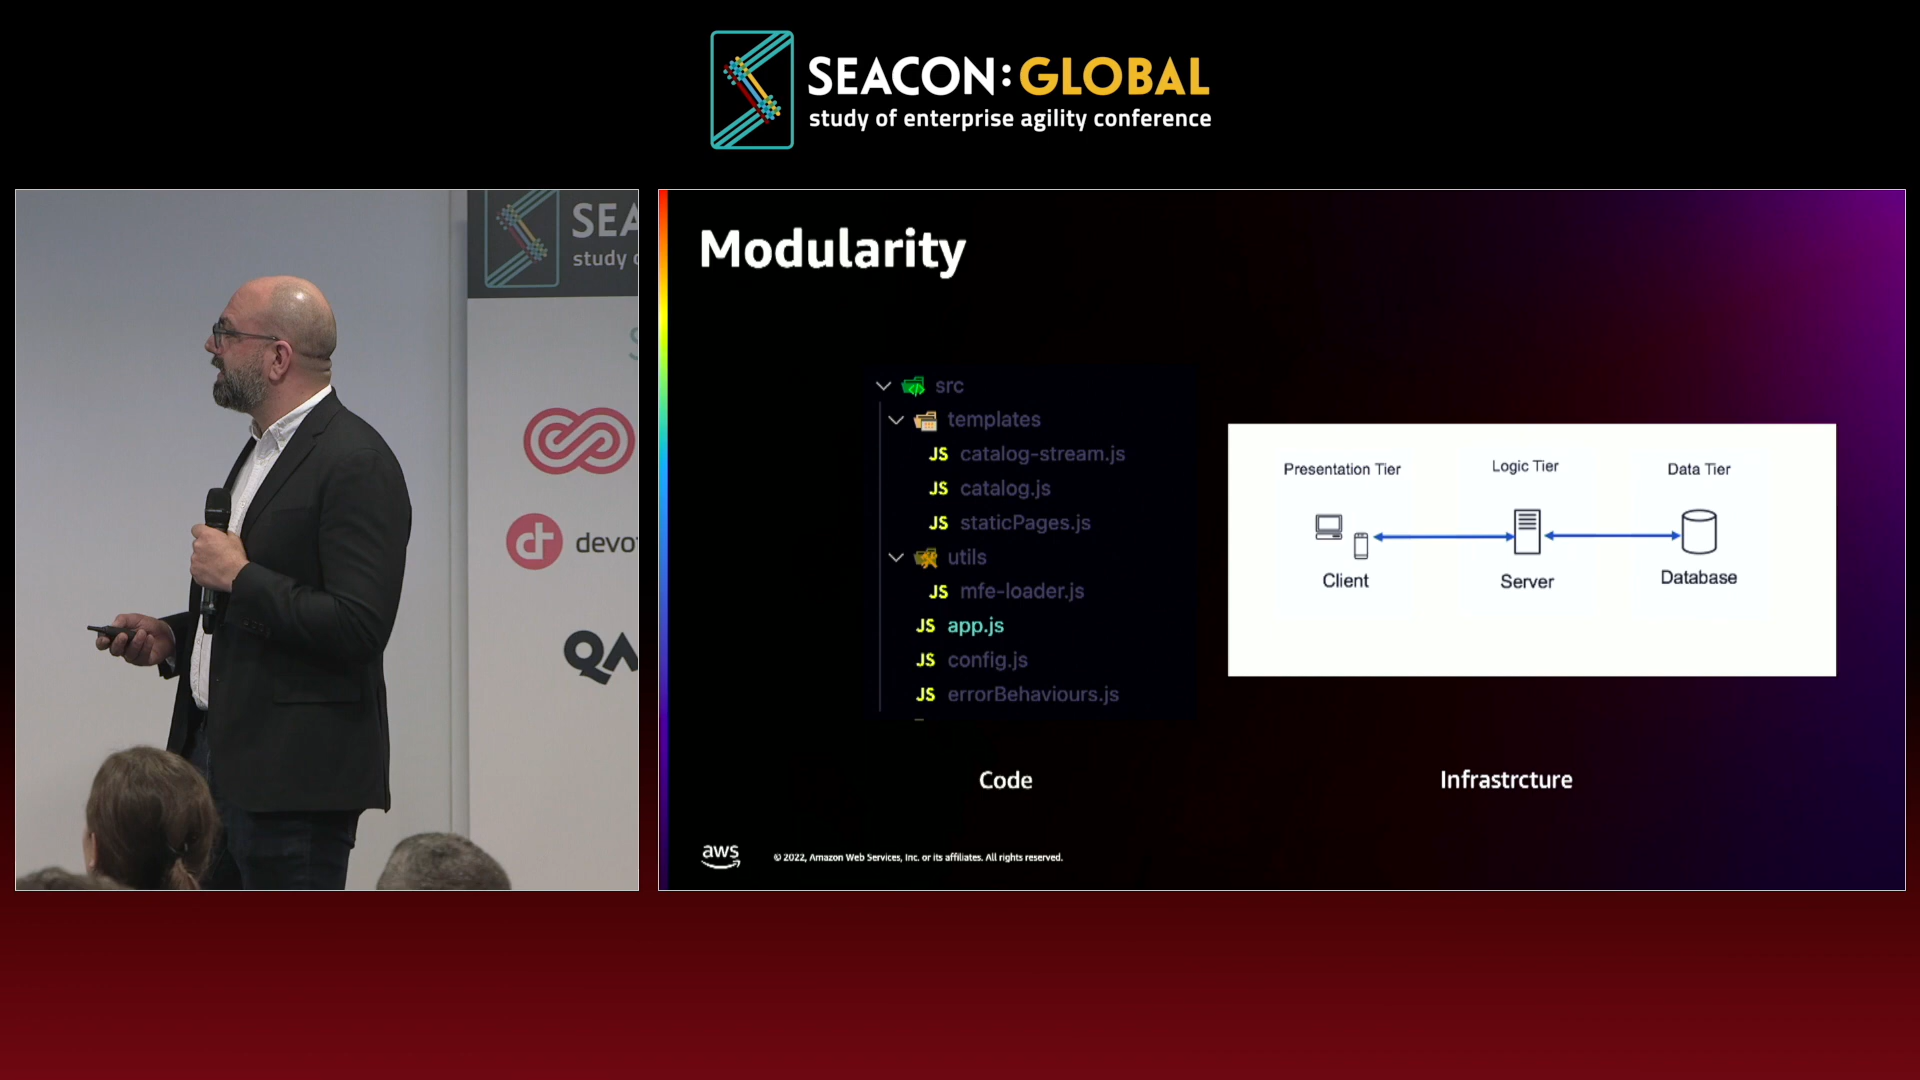 SEACON:GLOBAL
study of enterprise agility conference
SEA
study
devo
QA
Modularity
src
templates
JS catalog-stream.js
JS catalog.js
JS staticPages.js
utils
JS mfe-loader.js
JS app.js
JS config.js
JS errorBehaviours.js
Code
Presentation Tier
Logic Tier
Data Tier
Client
Server
Database
Infrastrcture
aws
© 2022, Amazon Web Services, Inc. or its affiliates. All rights reserved.